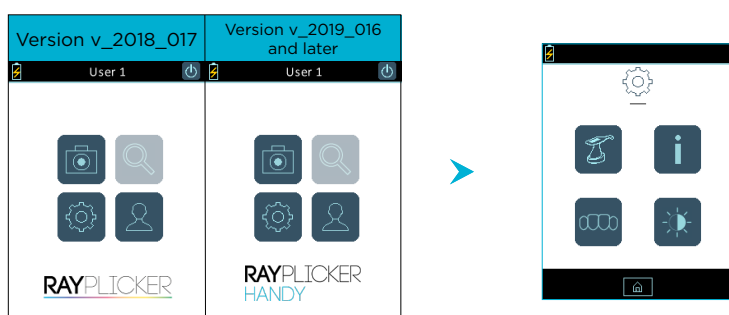 Version v_2018_017
Version v_2019_016
and later
User 1
User 1
RAYPLICKER
RAYPLICKER
HANDY
i